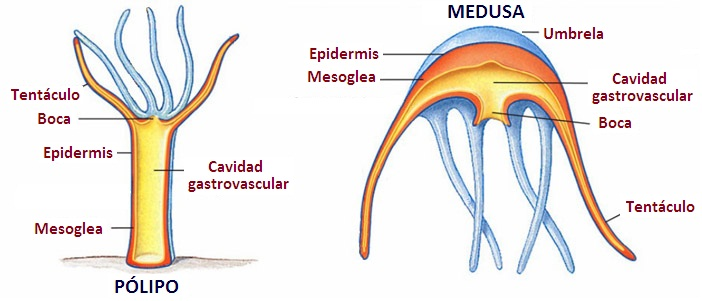 Tentáculo
Boca
Epidermis
Cavidad
gastrovascular
Mesoglea
PÓLIPO
MEDUSA
Umbrela
Epidermis
Mesoglea
Cavidad
gastrovascular
Boca
Tentáculo